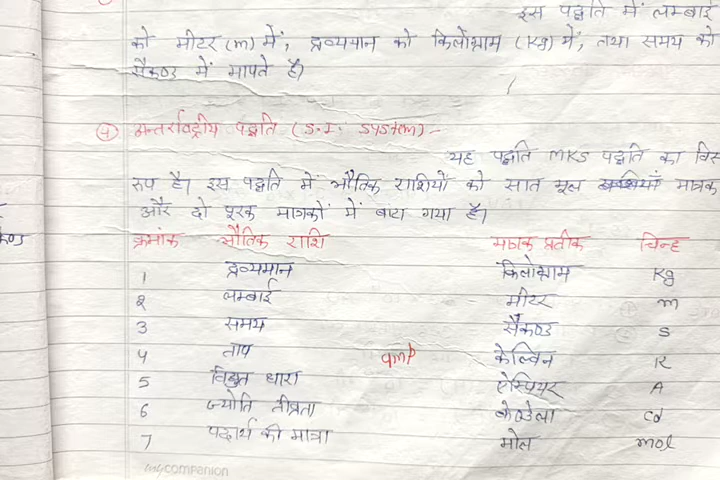 इस पद्धति में लम्बाई
को मीटर (m) में, द्रव्यमान को किलोग्राम (Kg) में, तथा समय को
सैकण्ड में मापते है।
④ अन्तर्राष्ट्रीय पद्धति (S.I. System) -
यह पद्धति MKS पद्धति का विस
रूप है। इस पद्धति में भौतिक राशियों को सात मूल मात्रक
और दो पूरक मात्रकों में बाटा गया है।
क्रमांक भौतिक राशि मात्रक प्रतीक चिन्ह
1 द्रव्यमान किलोग्राम Kg
2 लम्बाई मीटर m
3 समय सैकण्ड s
4 ताप amp केल्विन K
5 विद्युत धारा ऐम्पियर A
6 ज्योति तीव्रता केण्डेला Cd
7 पदार्थ की मात्रा मोल mol
mycompanion